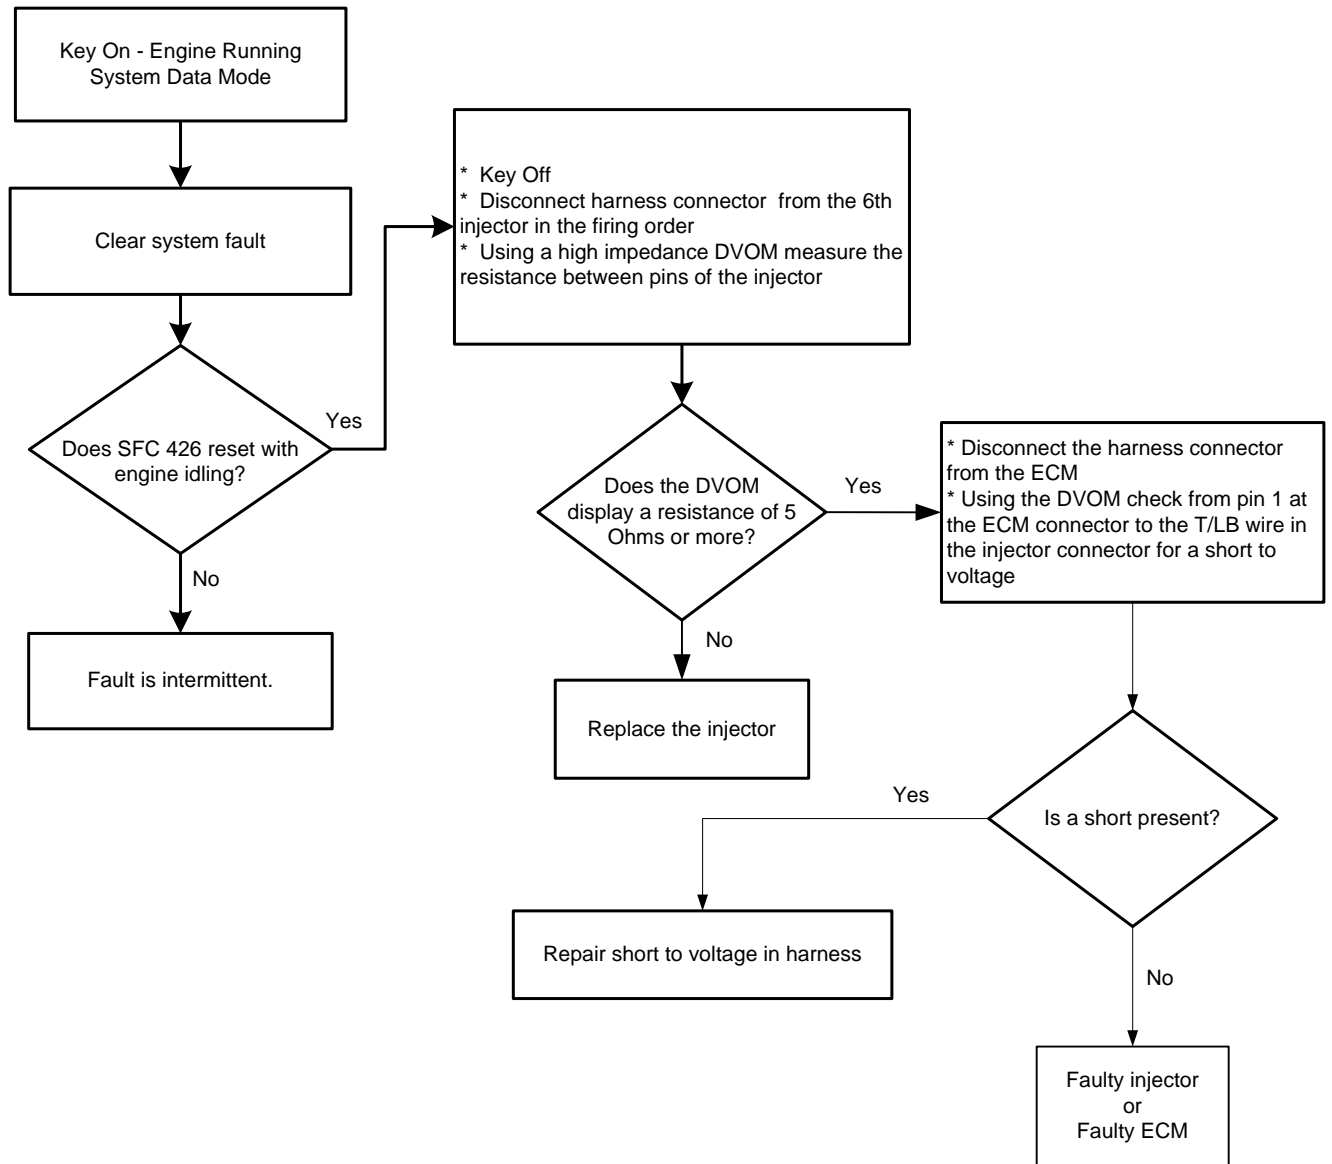 Key On - Engine Running
System Data Mode
Clear system fault
Does SFC 426 reset with
engine idling?
Yes
No
Fault is intermittent.
* Key Off
* Disconnect harness connector from the 6th
injector in the firing order
* Using a high impedance DVOM measure the
resistance between pins of the injector
Does the DVOM
display a resistance of 5
Ohms or more?
Yes
No
Replace the injector
* Disconnect the harness connector
from the ECM
* Using the DVOM check from pin 1 at
the ECM connector to the T/LB wire in
the injector connector for a short to
voltage
Is a short present?
Yes
Repair short to voltage in harness
No
Faulty injector
or
Faulty ECM